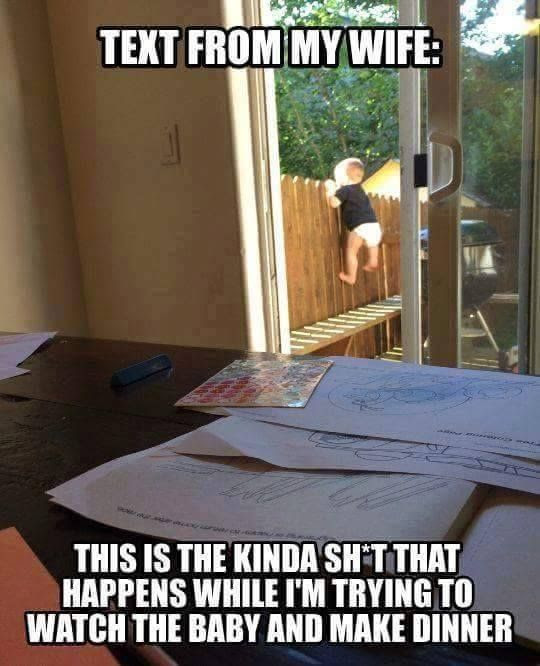 TEXT FROM MY WIFE:
THIS IS THE KINDA SH*T THAT
HAPPENS WHILE I'M TRYING TO
WATCH THE BABY AND MAKE DINNER